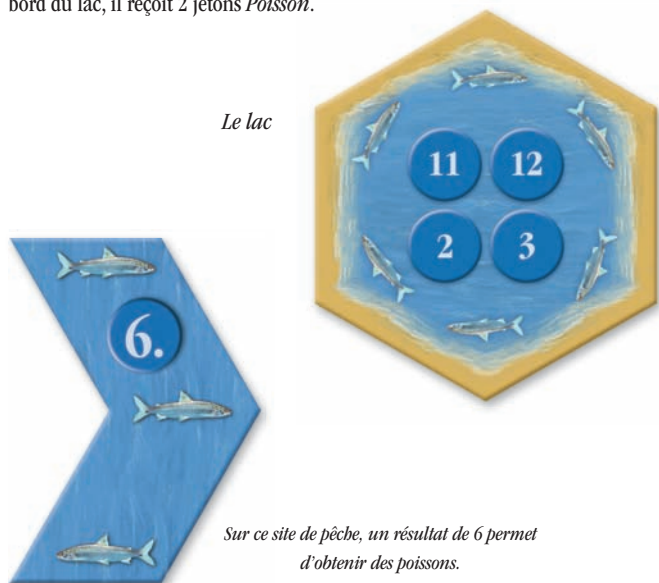 bord du lac, il reçoit 2 jetons Poisson.
Le lac
11 12
2 3
6.
Sur ce site de pêche, un résultat de 6 permet
d'obtenir des poissons.